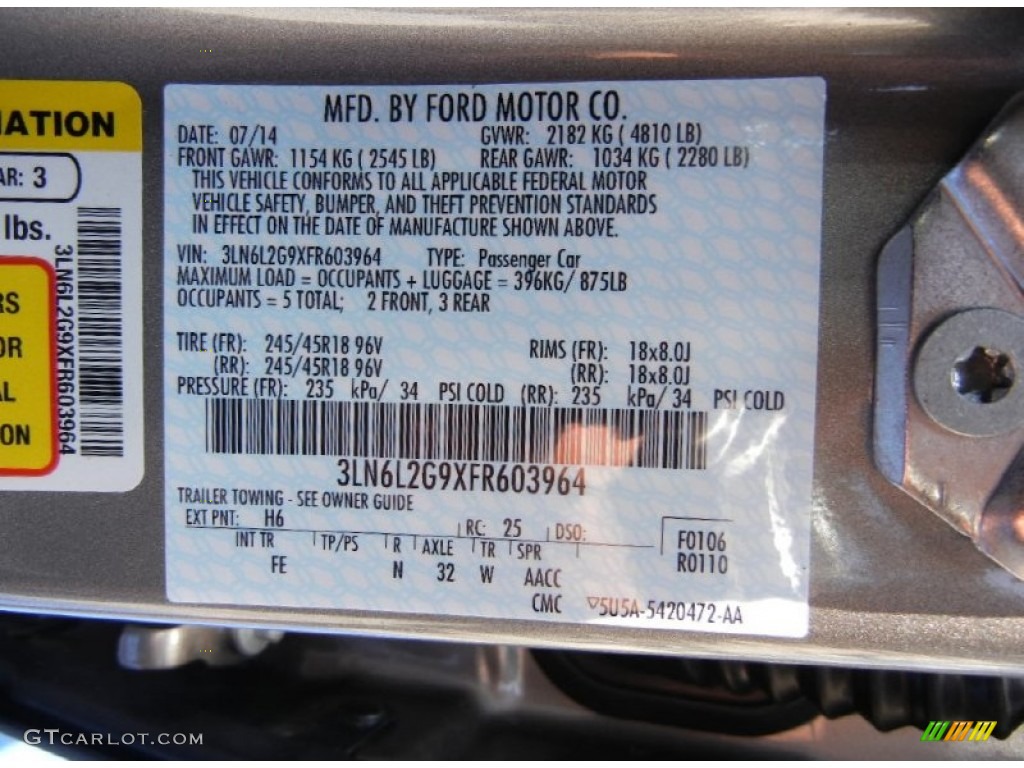 MFD. BY FORD MOTOR CO.
DATE: 07/14 GVWR: 2182 KG ( 4810 LB)
FRONT GAWR: 1154 KG ( 2545 LB) REAR GAWR: 1034 KG ( 2280 LB)
THIS VEHICLE CONFORMS TO ALL APPLICABLE FEDERAL MOTOR
VEHICLE SAFETY, BUMPER, AND THEFT PREVENTION STANDARDS
IN EFFECT ON THE DATE OF MANUFACTURE SHOWN ABOVE.
VIN: 3LN6L2G9XFR603964 TYPE: Passenger Car
MAXIMUM LOAD = OCCUPANTS + LUGGAGE = 396KG/ 875LB
OCCUPANTS = 5 TOTAL; 2 FRONT, 3 REAR
TIRE (FR): 245/45R18 96V RIMS (FR): 18x8.0J
(RR): 245/45R18 96V (RR): 18x8.0J
PRESSURE (FR): 235 kPa/ 34 PSI COLD (RR): 235 kPa/ 34 PSI COLD
3LN6L2G9XFR603964
TRAILER TOWING - SEE OWNER GUIDE
EXT PNT: H6 RC: 25 DSO:
INT TR TP/PS R AXLE TR SPR F0106
FE N 32 W AACC R0110
CMC ▽5U5A-5420472-AA
ATION
AR: 3
lbs.
3LN6L2G9XFR603964
RS
OR
AL
ON
GTCARLOT.COM